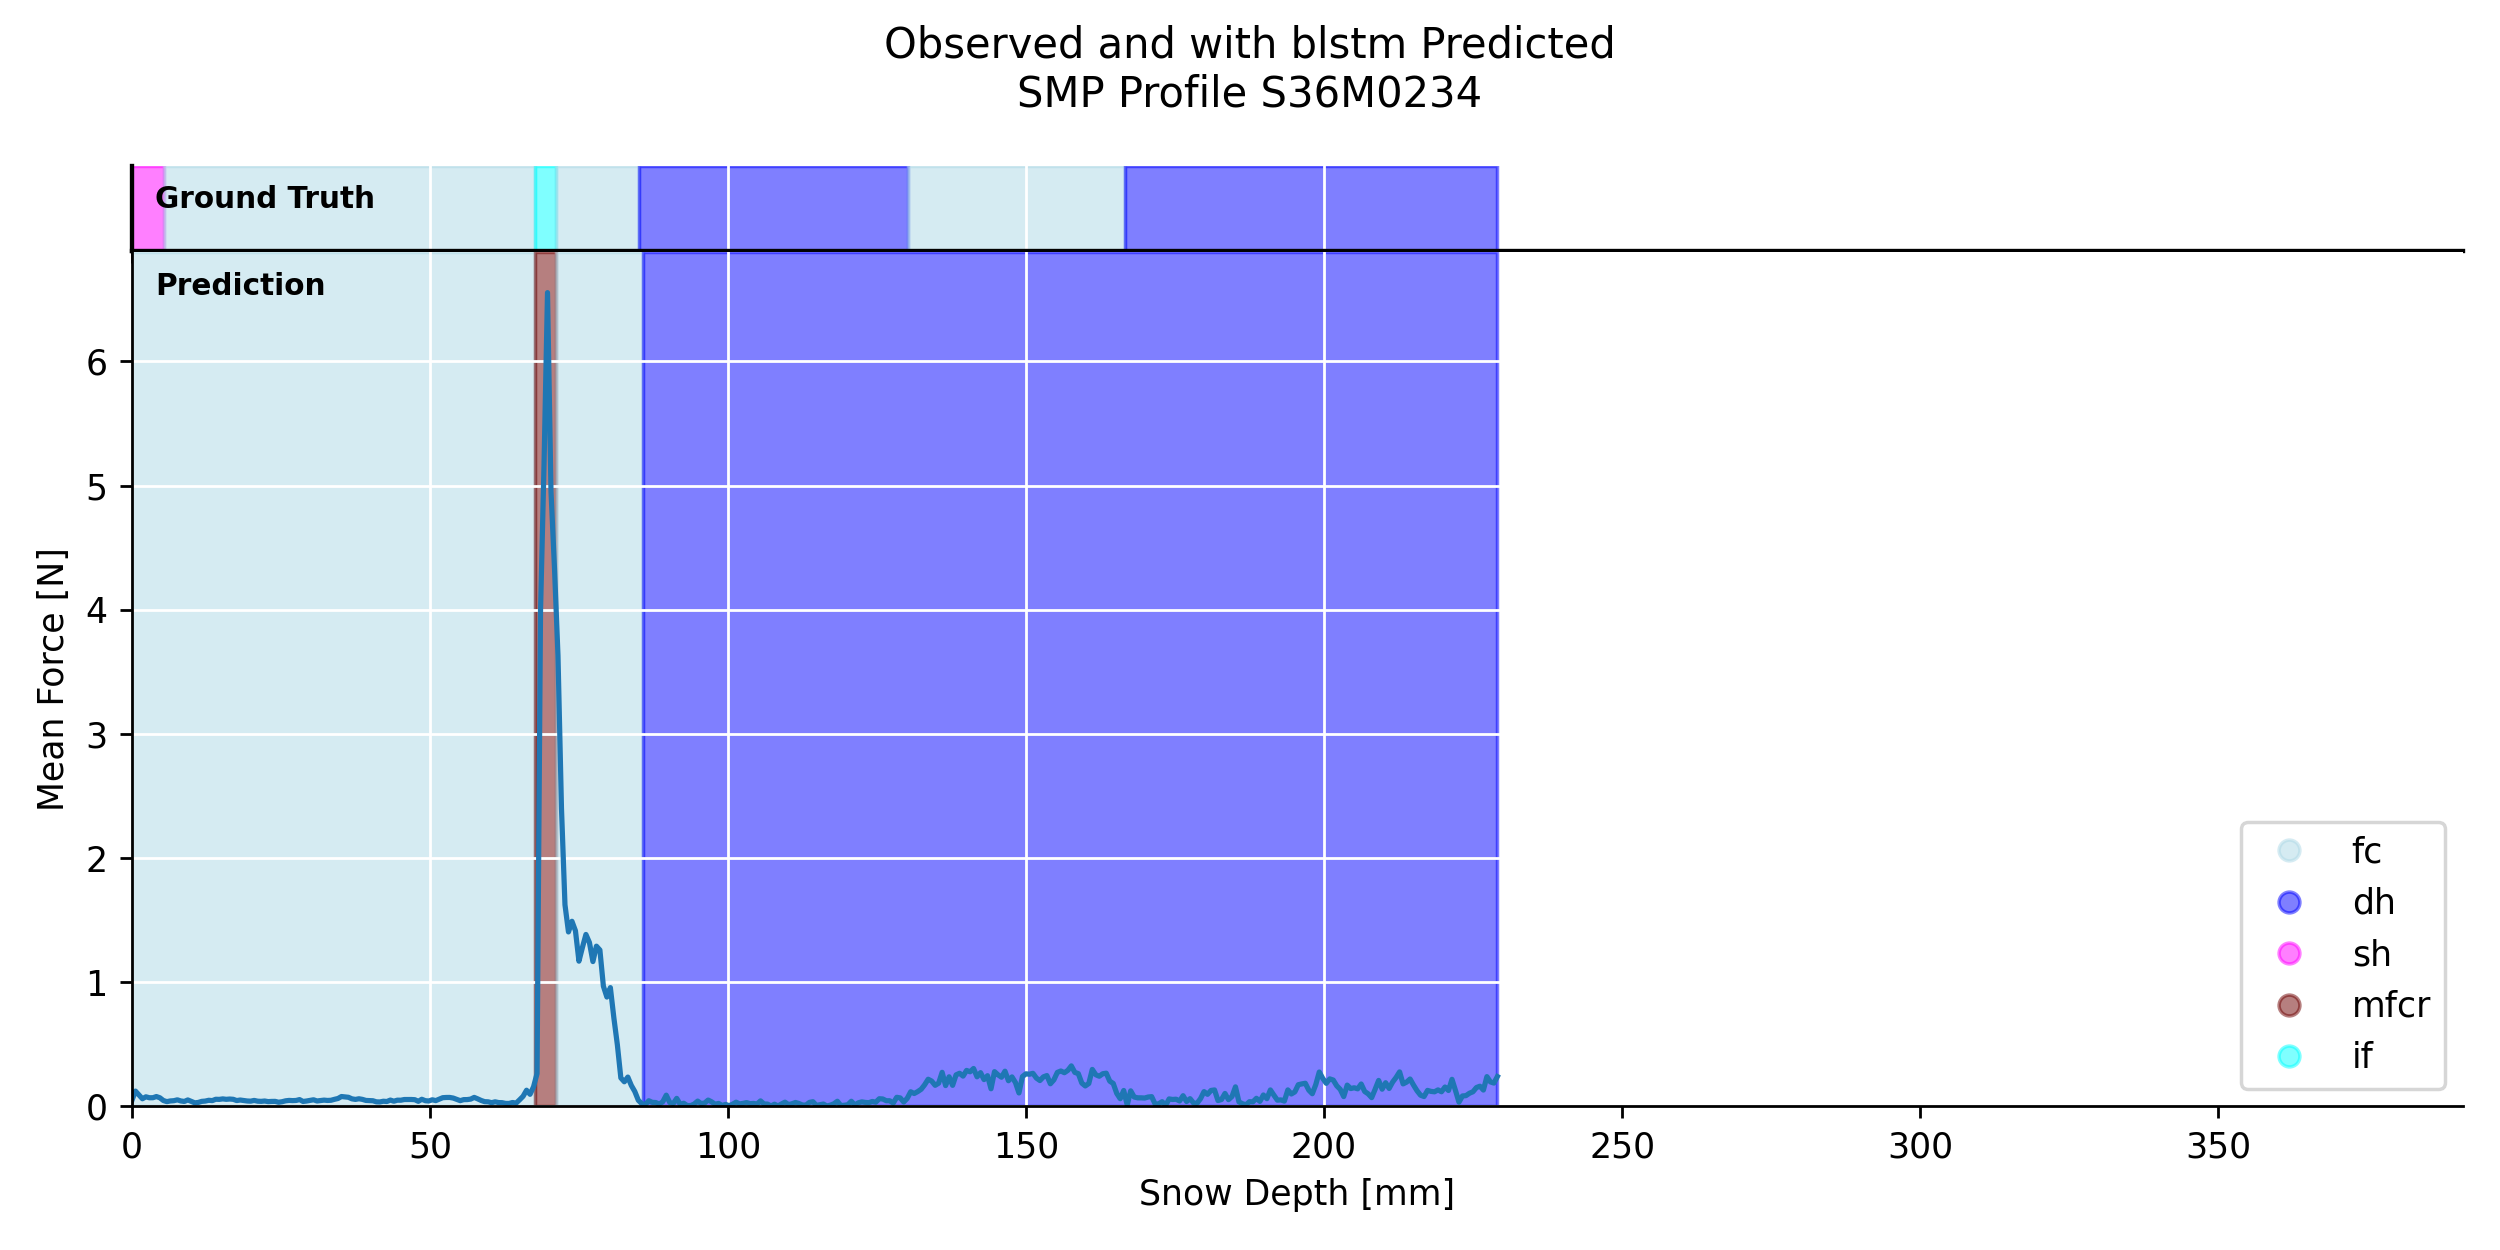 Observed and with blstm Predicted
SMP Profile S36M0234
Ground Truth
Prediction
6
5
4
3
2
1
0
Mean Force [N]
0 50 100 150 200 250 300 350
Snow Depth [mm]
fc
dh
sh
mfcr
if